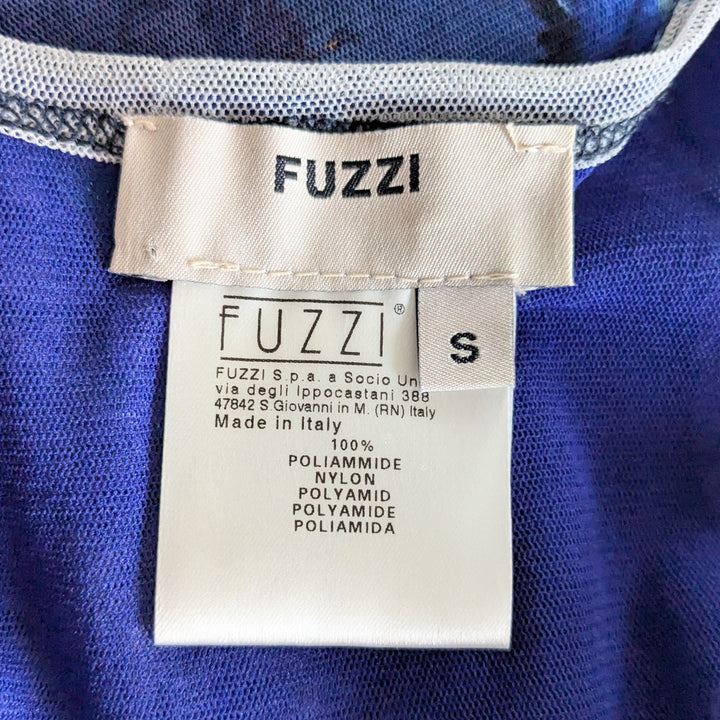 FUZZI
FUZZI®
S
FUZZI S.p.a. a Socio
via degli Ippocastani 388
47842 S.Giovanni in M. (RN) Italy
Made in Italy
100%
POLIAMMIDE
NYLON
POLYAMID
POLYAMIDE
POLIAMIDA